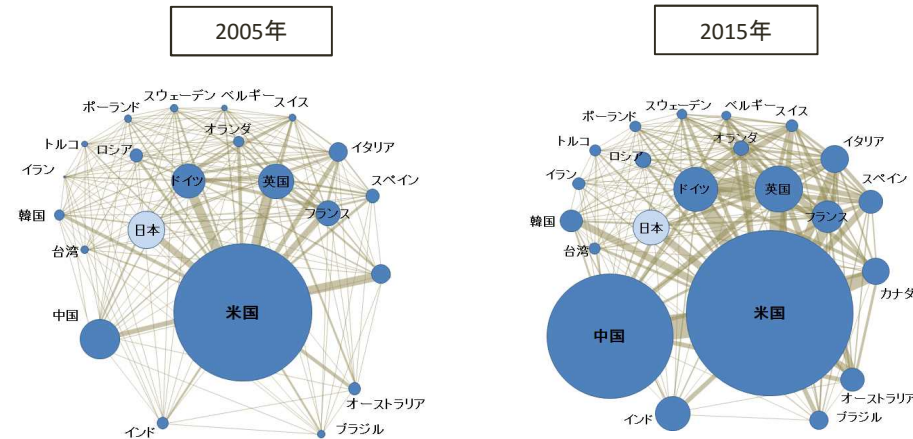 2005年
スウェーデン
ベルギー
スイス
ポーランド
オランダ
トルコ
ロシア
イタリア
イラン
ドイツ
英国
スペイン
韓国
日本
フランス
台湾
中国
米国
オーストラリア
インド
ブラジル
2015年
スウェーデン
ベルギー
スイス
ポーランド
オランダ
トルコ
ロシア
イタリア
イラン
ドイツ
英国
スペイン
韓国
日本
フランス
台湾
カナダ
中国
米国
オーストラリア
インド
ブラジル